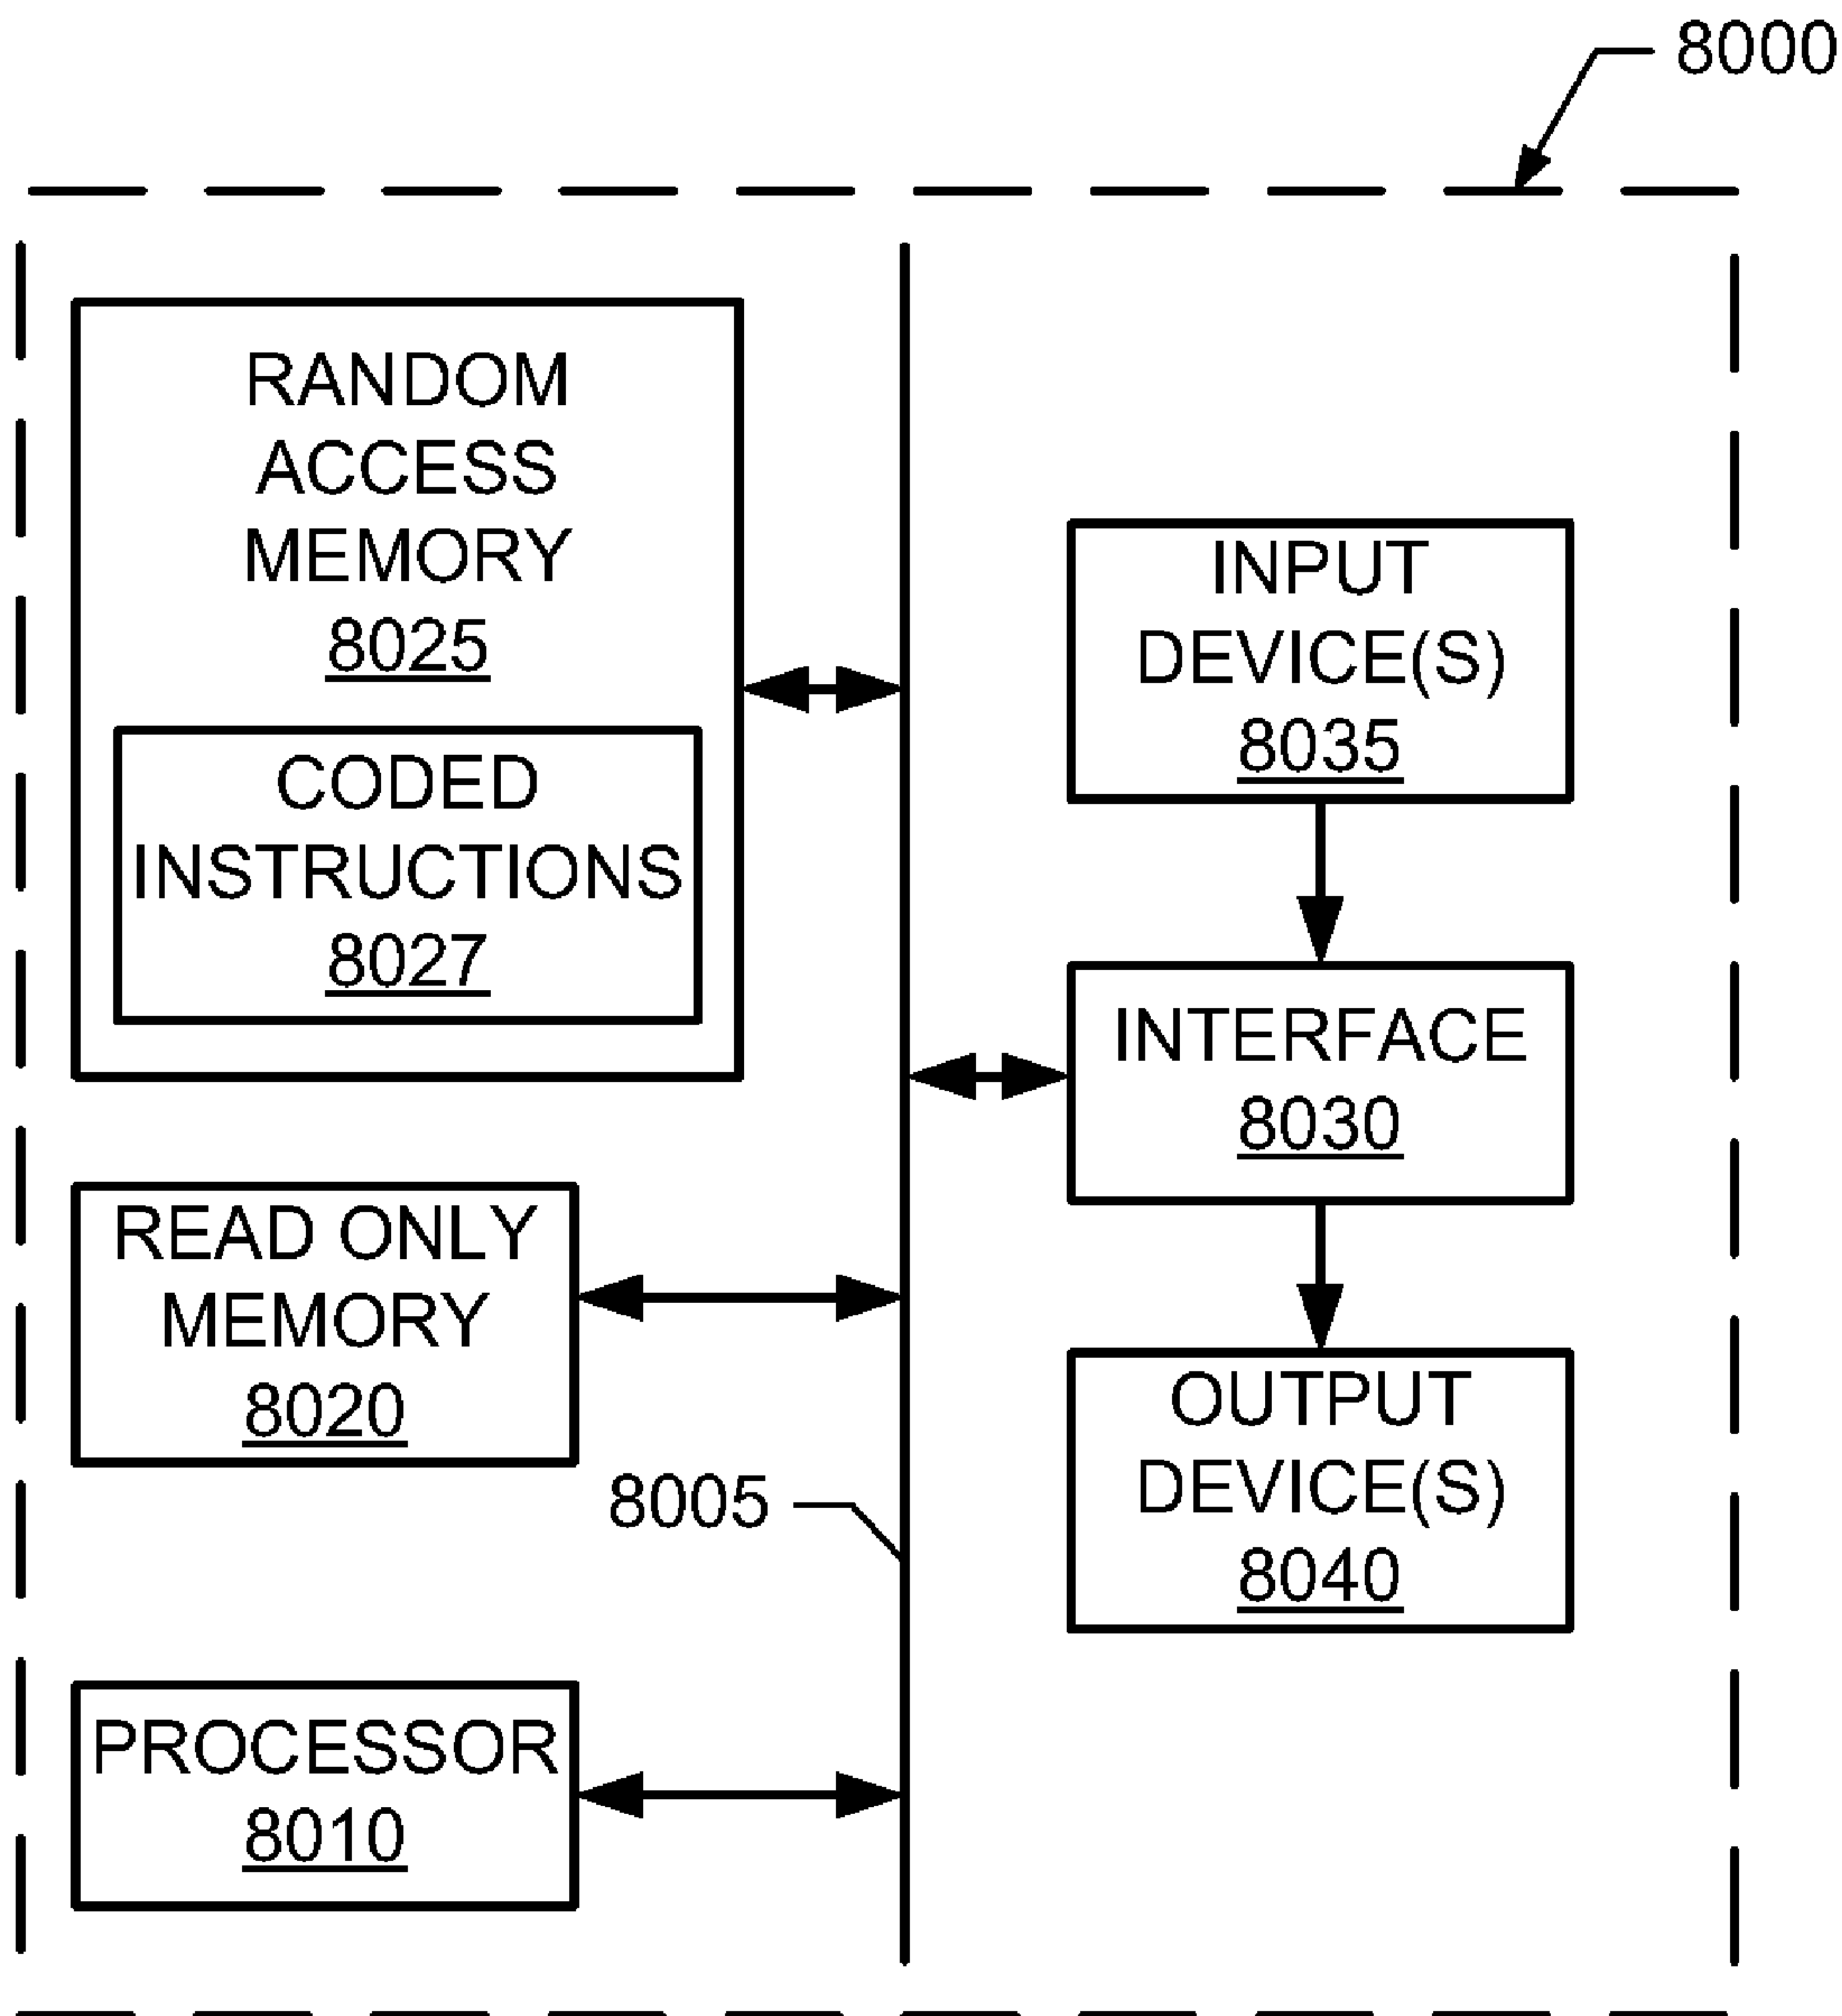 8000
RANDOM
ACCESS
MEMORY
8025
CODED
INSTRUCTIONS
8027
READ ONLY
MEMORY
8020
8005
PROCESSOR
8010
INPUT
DEVICE(S)
8035
INTERFACE
8030
OUTPUT
DEVICE(S)
8040